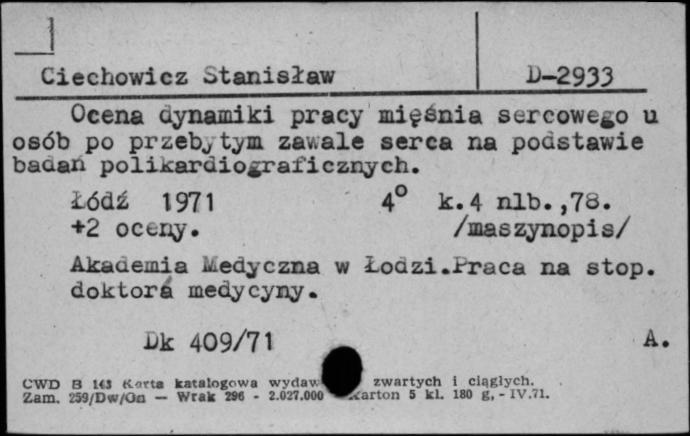 Ciechowicz Stanisław D-2933
Ocena dynamiki pracy mięśnia sercowego u
osób po przebytym zawale serca na podstawie
badań polikardiograficznych.
Łódź 1971 4° k.4 nlb.,78.
+2 oceny. /maszynopis/
Akademia Medyczna w Łodzi.Praca na stop.
doktora medycyny.
Dk 409/71 A.
CWD B 143 Karta katalogowa wydaw zwartych i ciągłych.
Zam. 259/Dw/Gn — Wrak 296 - 2.027.000 Karton 5 kl. 180 g, - IV.71.